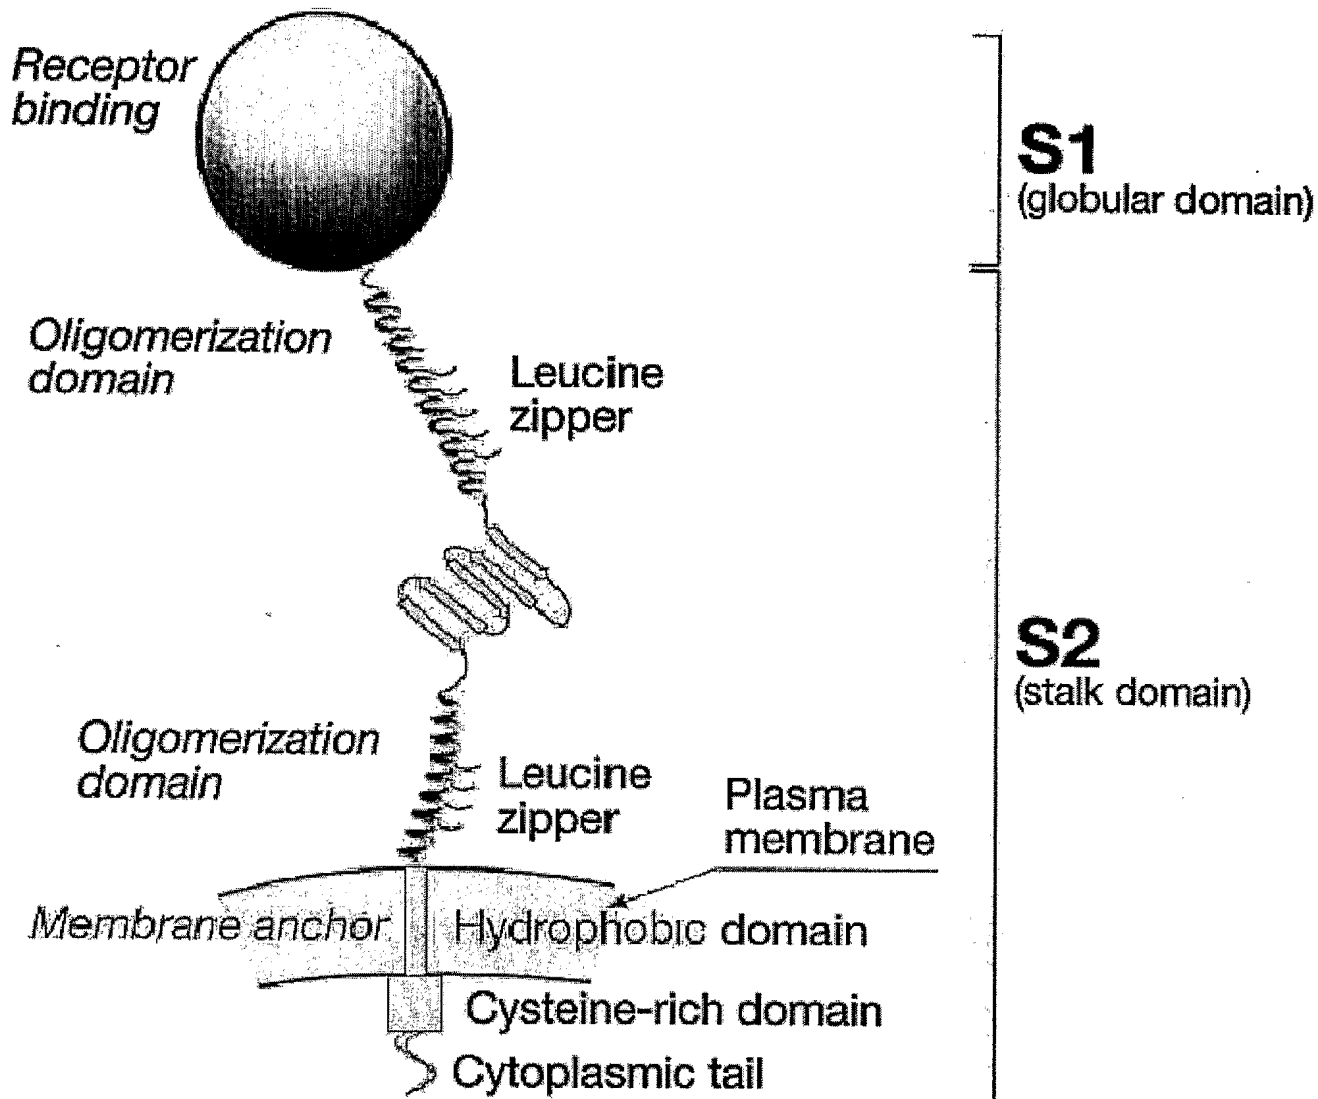 Receptor
binding
S1
(globular domain)
Oligomerization
domain
Leucine
zipper
S2
(stalk domain)
Oligomerization
domain
Leucine
zipper
Plasma
membrane
Membrane anchor
Hydrophobic domain
Cysteine-rich domain
Cytoplasmic tail